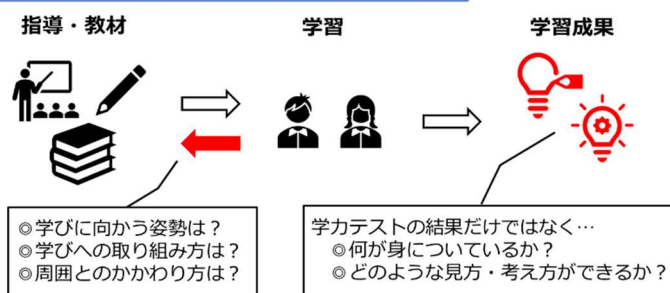 指導・教材
学習
学習成果
◎学びに向かう姿勢は？
◎学びへの取り組み方は？
◎周囲とのかかわり方は？
学力テストの結果だけではなく…
◎何が身についているか？
◎どのような見方・考え方ができるか？